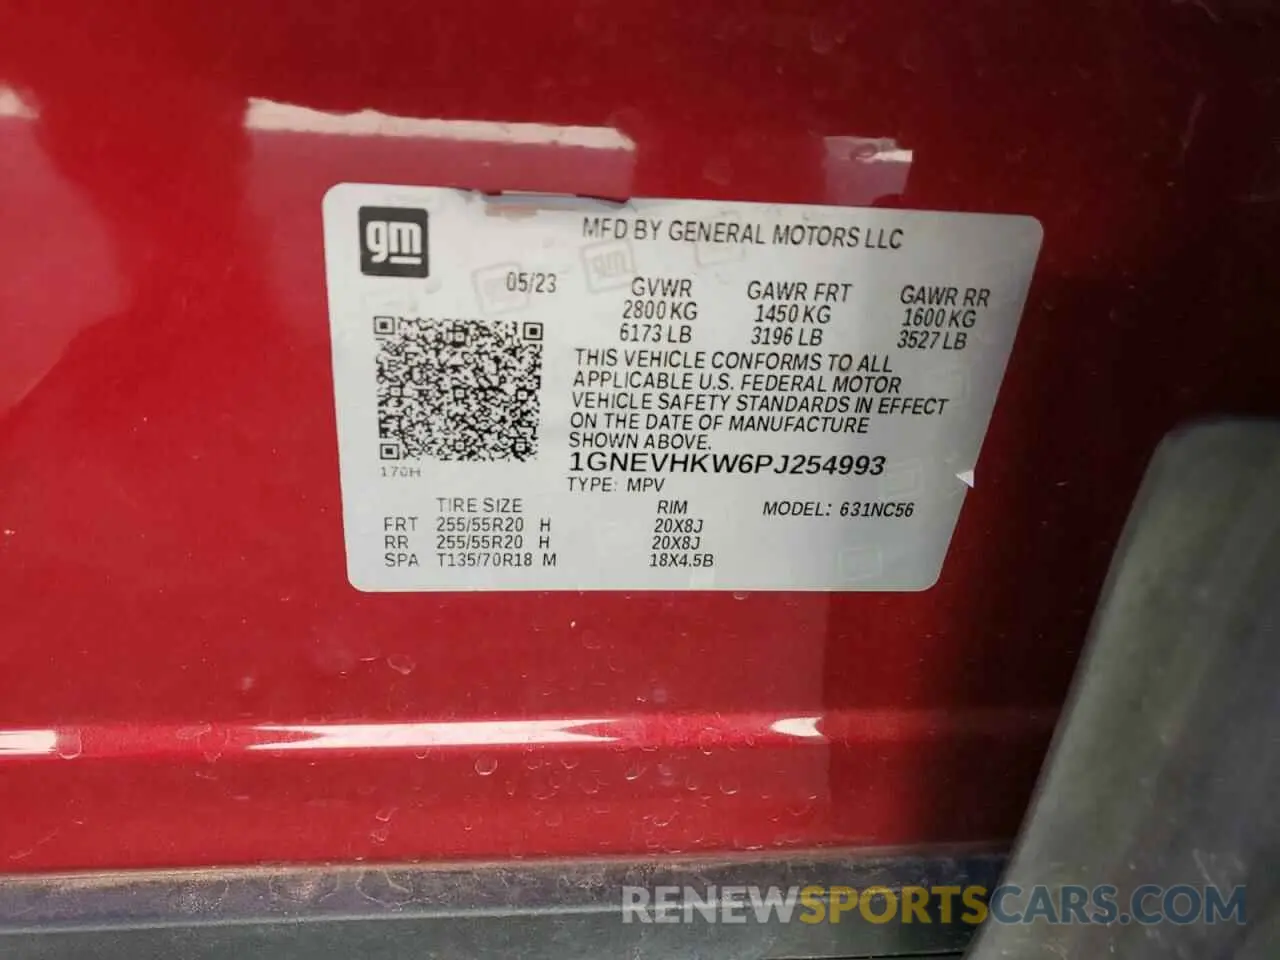 gm
MFD BY GENERAL MOTORS LLC
05/23
GVWR GAWR FRT GAWR RR
2800 KG 1450 KG 1600 KG
6173 LB 3196 LB 3527 LB
THIS VEHICLE CONFORMS TO ALL
APPLICABLE U.S. FEDERAL MOTOR
VEHICLE SAFETY STANDARDS IN EFFECT
ON THE DATE OF MANUFACTURE
SHOWN ABOVE.
170H
1GNEVHKW6PJ254993
TYPE: MPV
TIRE SIZE RIM MODEL: 631NC56
FRT 255/55R20 H 20X8J
RR 255/55R20 H 20X8J
SPA T135/70R18 M 18X4.5B
RENEWSPORTSCARS.COM